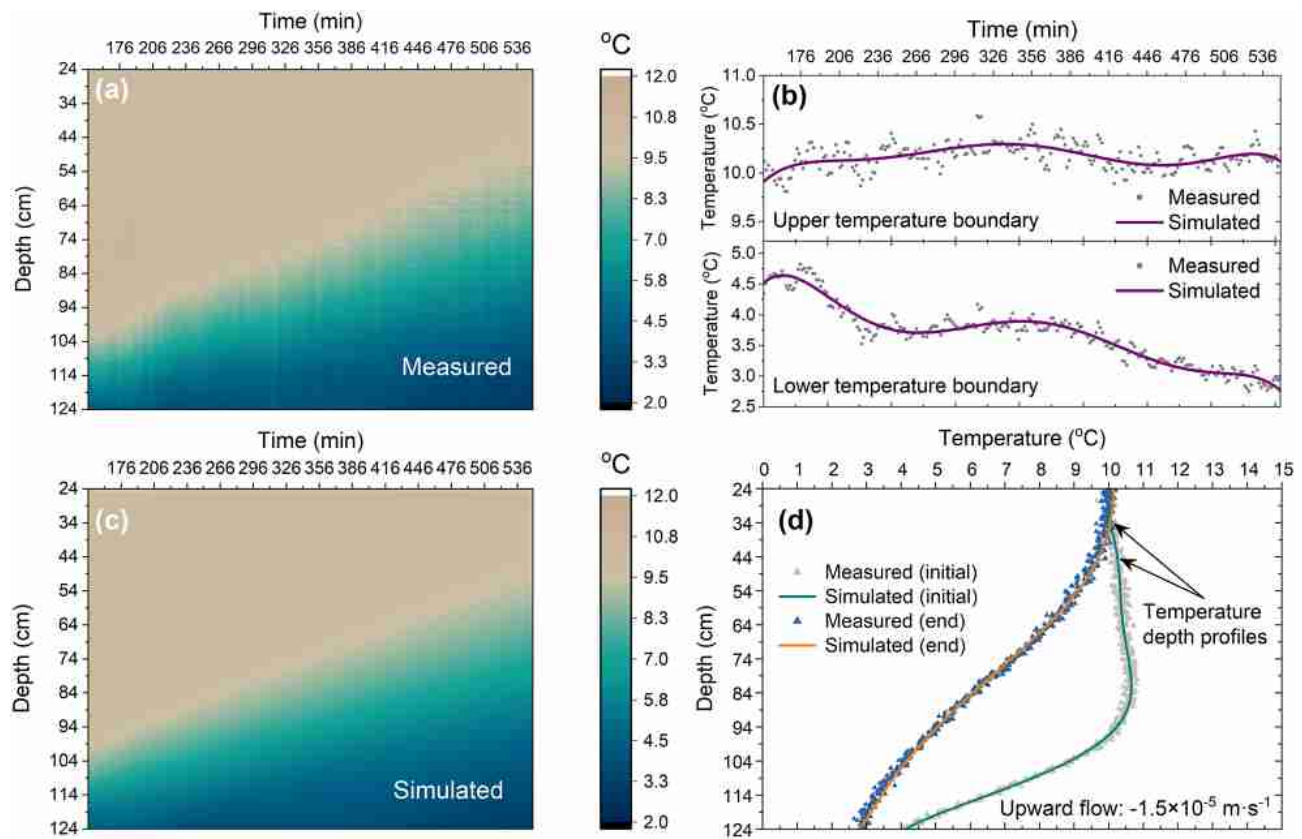 Time (min)
176 206 236 266 296 326 356 386 416 446 476 506 536
(a)
Depth (cm)
24
34
44
54
64
74
84
94
104
114
124
Measured
°C
12.0
10.8
9.5
8.3
7.0
5.8
4.5
3.3
2.0
Time (min)
176 206 236 266 296 326 356 386 416 446 476 506 536
(b)
Temperature (°C)
11.0
10.5
10.0
9.5
Measured
Simulated
Upper temperature boundary
Temperature (°C)
5.0
4.5
4.0
3.5
3.0
2.5
Measured
Simulated
Lower temperature boundary
Time (min)
176 206 236 266 296 326 356 386 416 446 476 506 536
(c)
Depth (cm)
24
34
44
54
64
74
84
94
104
114
124
Simulated
°C
12.0
10.8
9.5
8.3
7.0
5.8
4.5
3.3
2.0
Temperature (°C)
0 1 2 3 4 5 6 7 8 9 10 11 12 13 14 15
(d)
Depth (cm)
24
34
44
54
64
74
84
94
104
114
124
Measured (initial)
Simulated (initial)
Measured (end)
Simulated (end)
Temperature
depth profiles
Upward flow: -1.5×10⁻⁵ m·s⁻¹